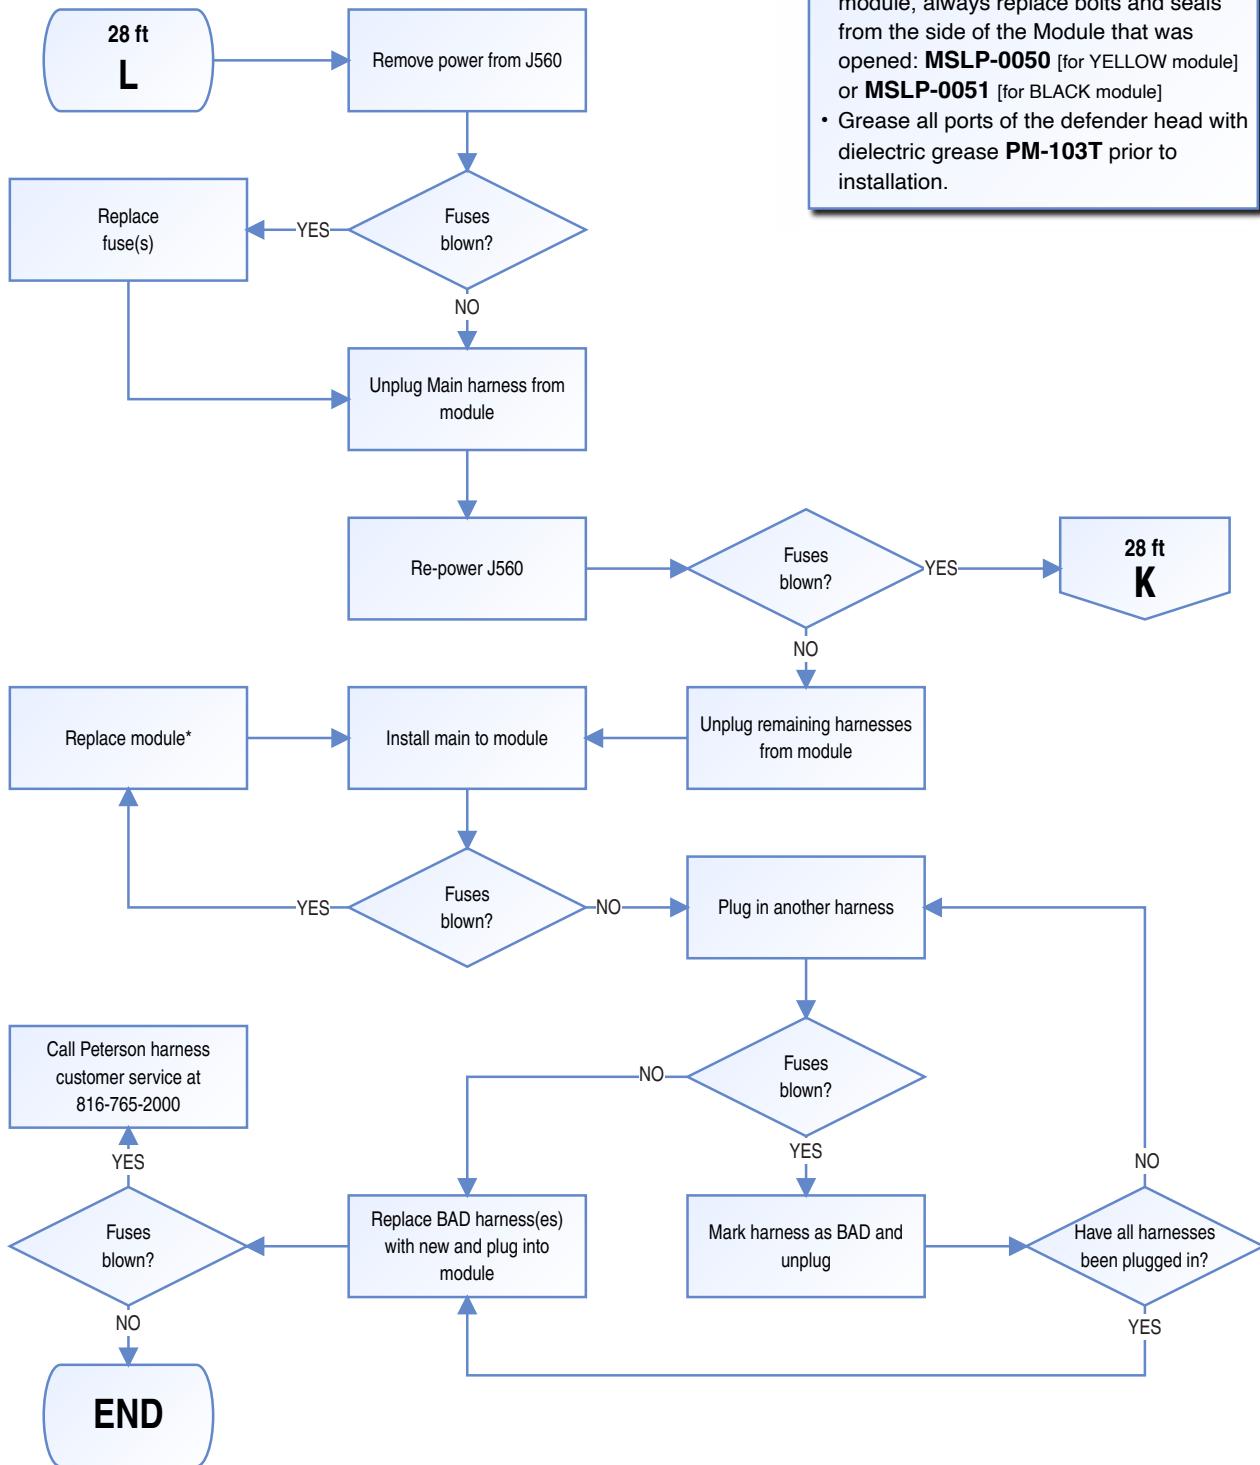 28 ft
L
Remove power from J560
module, always replace bolts and seals
from the side of the Module that was
opened: MSLP-0050 [for YELLOW module]
or MSLP-0051 [for BLACK module]
• Grease all ports of the defender head with
dielectric grease PM-103T prior to
installation.
Replace
fuse(s)
YES
Fuses
blown?
NO
Unplug Main harness from
module
Re-power J560
Fuses
blown?
YES
28 ft
K
NO
Replace module*
Install main to module
Unplug remaining harnesses
from module
YES
Fuses
blown?
NO
Plug in another harness
Call Peterson harness
customer service at
816-765-2000
NO
Fuses
blown?
YES
YES
NO
Fuses
blown?
Replace BAD harness(es)
with new and plug into
module
Mark harness as BAD and
unplug
Have all harnesses
been plugged in?
NO
YES
END